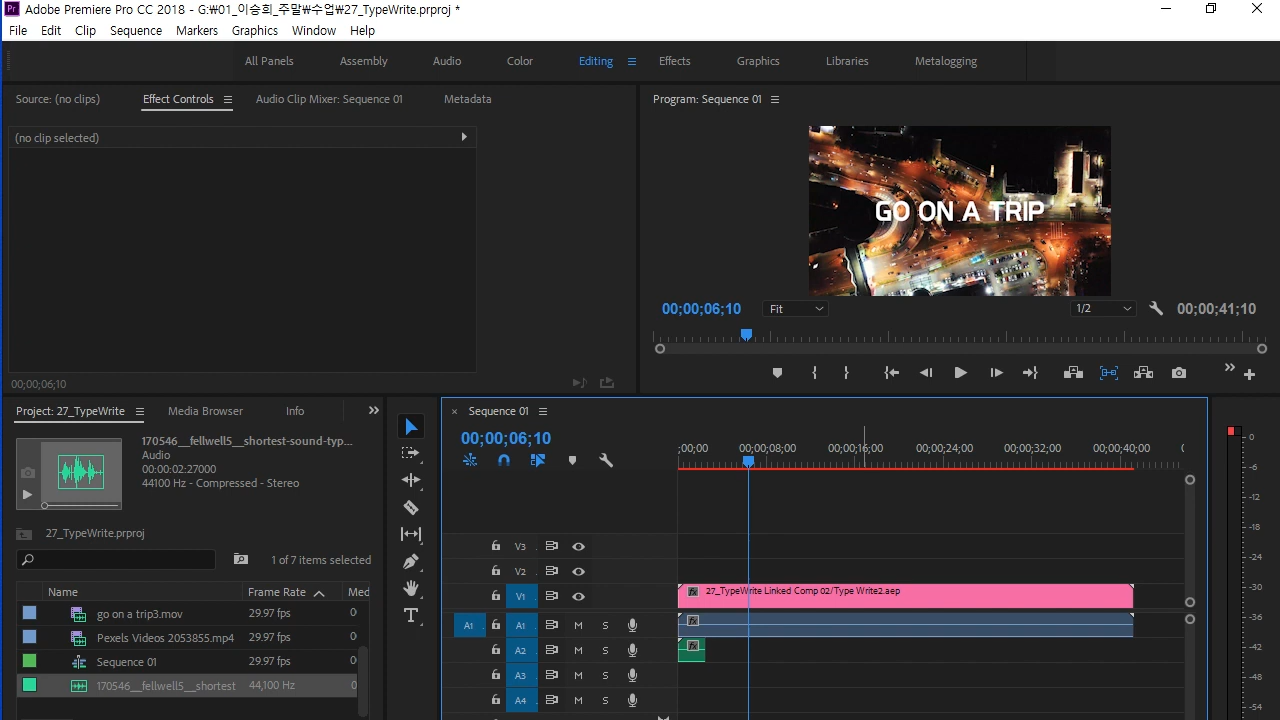 Adobe Premiere Pro CC 2018 - G:₩01_이승희_주말₩수업₩27_TypeWrite.prproj *
File Edit Clip Sequence Markers Graphics Window Help
All Panels Assembly Audio Color Editing Effects Graphics Libraries Metalogging
Source: (no clips) Effect Controls Audio Clip Mixer: Sequence 01 Metadata
Program: Sequence 01
(no clip selected)
GO ON A TRIP
00;00;06;10 Fit 1/2 00;00;41;10
00;00;06;10
Project: 27_TypeWrite Media Browser Info
170546__fellwell5__shortest-sound-typ...
Audio
00:00:02:27000
44100 Hz - Compressed - Stereo
27_TypeWrite.prproj
1 of 7 items selected
Name Frame Rate Med
go on a trip3.mov 29.97 fps 0
Pexels Videos 2053855.mp4 29.97 fps 0
Sequence 01 29.97 fps 0
170546__fellwell5__shortest 44,100 Hz 0
Sequence 01
00;00;06;10
;00;00 00;00;08;00 00;00;16;00 00;00;24;00 00;00;32;00 00;00;40;00
V3
V2
V1 fx 27_TypeWrite Linked Comp 02/Type Write2.aep
A1 A1 M S fx
A2 M S fx
A3 M S
A4 M S
0
-6
-12
-18
-24
-30
-36
-42
-48
-54